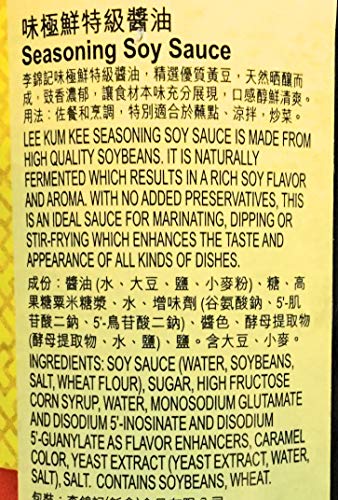 味極鮮特級醬油
Seasoning Soy Sauce
李錦記味極鮮特級醬油，精選優質黃豆，天然晒釀而
成，豉香濃郁，讓食材本味充分展現，口感醇鮮清爽。
用法：佐餐和烹調，特別適合於蘸點、涼拌，炒菜。
LEE KUM KEE SEASONING SOY SAUCE IS MADE FROM
HIGH QUALITY SOYBEANS. IT IS NATURALLY
FERMENTED WHICH RESULTS IN A RICH SOY FLAVOR
AND AROMA. WITH NO ADDED PRESERVATIVES, THIS
IS AN IDEAL SAUCE FOR MARINATING, DIPPING OR
STIR-FRYING WHICH ENHANCES THE TASTE AND
APPEARANCE OF ALL KINDS OF DISHES.
成份：醬油 (水、大豆、鹽、小麥粉)、糖、高
果糖粟米糖漿、水、增味劑 (谷氨酸鈉、5'-肌
苷酸二鈉、5'-鳥苷酸二鈉)、醬色、酵母提取物
(酵母提取物、水、鹽)、鹽。含大豆、小麥。
INGREDIENTS: SOY SAUCE (WATER, SOYBEANS,
SALT, WHEAT FLOUR), SUGAR, HIGH FRUCTOSE
CORN SYRUP, WATER, MONOSODIUM GLUTAMATE
AND DISODIUM 5'-INOSINATE AND DISODIUM
5'-GUANYLATE AS FLAVOR ENHANCERS, CARAMEL
COLOR, YEAST EXTRACT (YEAST EXTRACT, WATER,
SALT), SALT. CONTAINS SOYBEANS, WHEAT.
包裝：李錦記